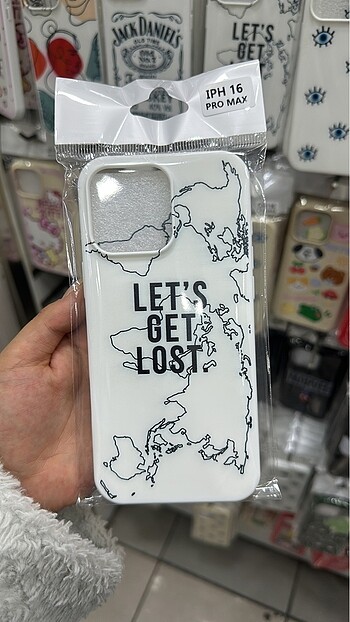 JACK DANIEL'S
LET'S
GET
IPH 16
PRO MAX
LET'S
GET
LOST